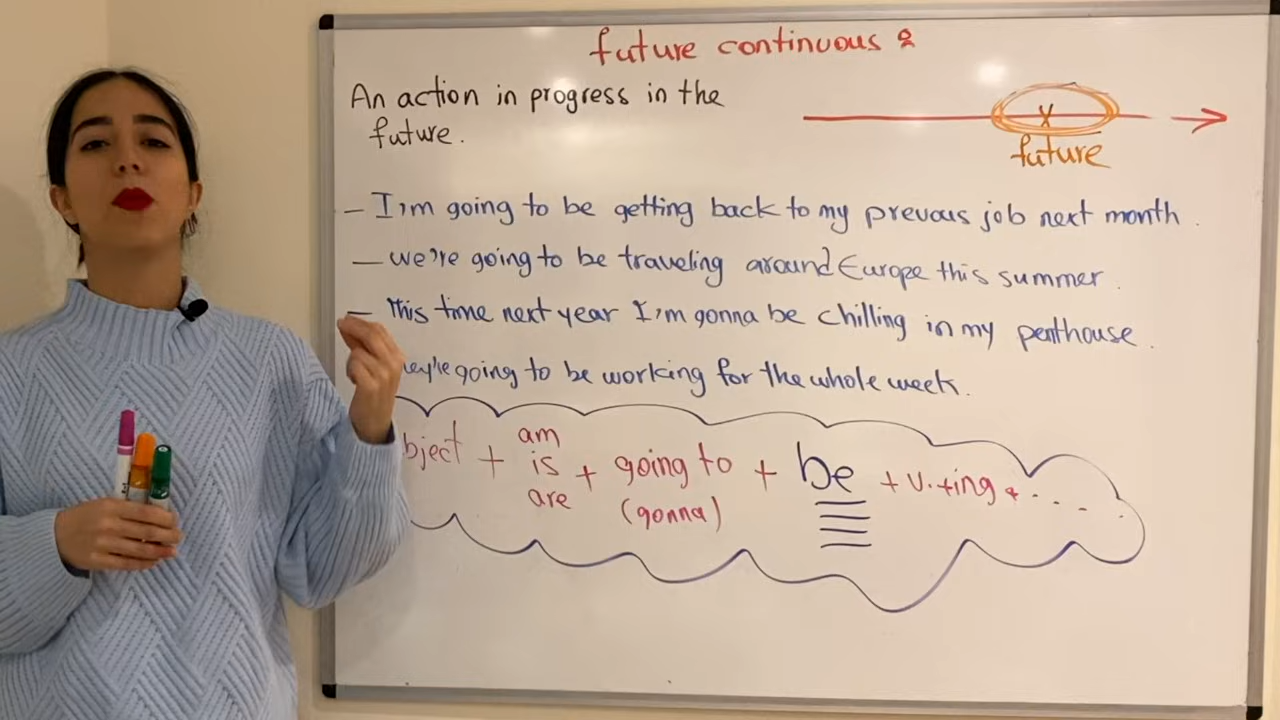 future continuous :
An action in progress in the
future.
future
- I'm going to be getting back to my prevous job next month.
- we're going to be traveling around Europe this summer.
- this time next year I'm gonna be chilling in my penthouse.
hey're going to be working for the whole week.
bject + am + going to + be + v.+ing + ....
is
are
(gonna)